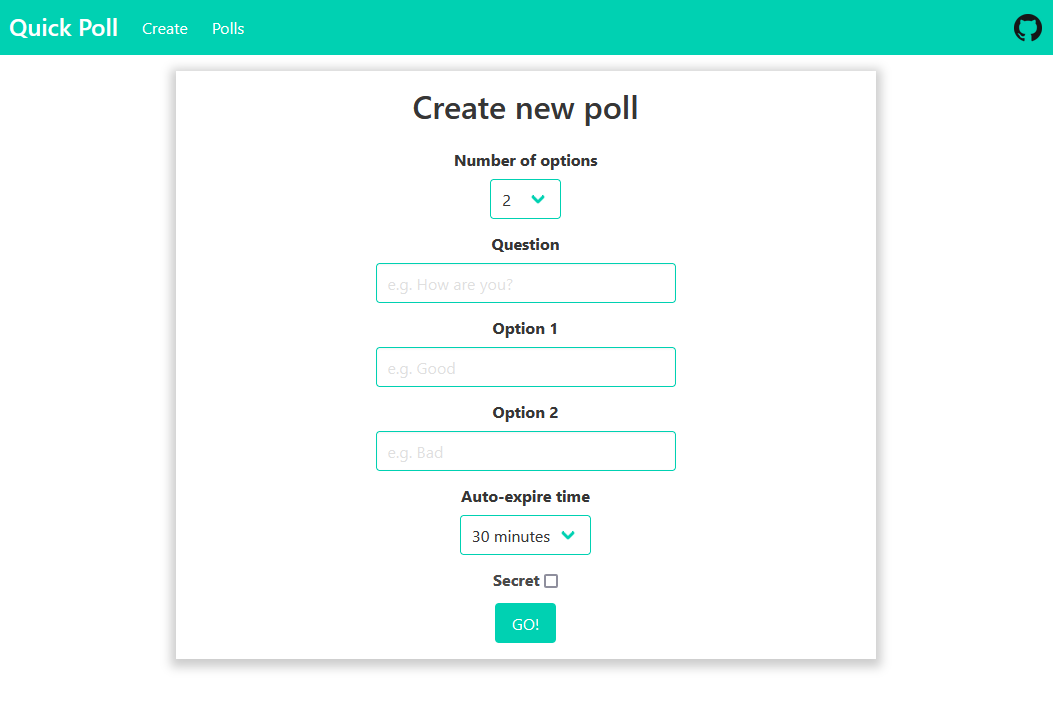 Quick Poll Create Polls
Create new poll
Number of options
2
Question
e.g. How are you?
Option 1
e.g. Good
Option 2
e.g. Bad
Auto-expire time
30 minutes
Secret
GO!